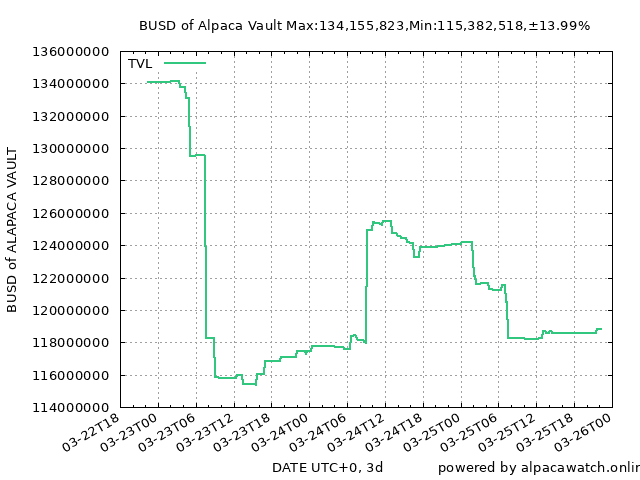 BUSD of Alpaca Vault Max:134,155,823,Min:115,382,518,±13.99%
136000000
TVL
134000000
132000000
130000000
128000000
126000000
124000000
122000000
120000000
118000000
116000000
114000000
BUSD of ALAPACA VAULT
03-22T18
03-23T00
03-23T06
03-23T12
03-23T18
03-24T00
03-24T06
03-24T12
03-24T18
03-25T00
03-25T06
03-25T12
03-25T18
03-26T00
DATE UTC+0, 3d
powered by alpacawatch.onlin